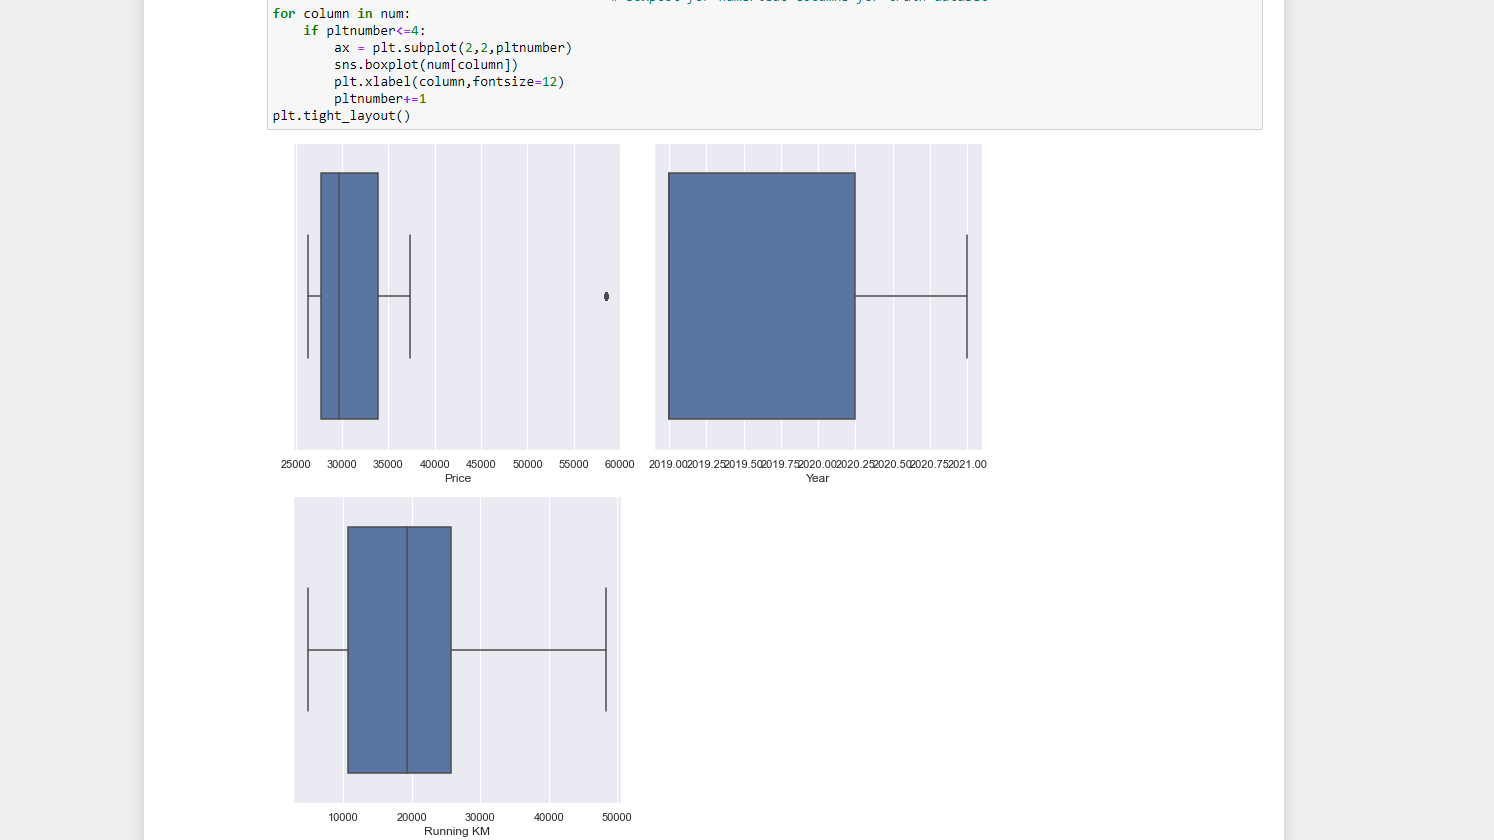 for column in num:
if pltnumber<=4:
ax = plt.subplot(2,2,pltnumber)
sns.boxplot(num[column])
plt.xlabel(column,fontsize=12)
pltnumber+=1
plt.tight_layout()
25000 30000 35000 40000 45000 50000 55000 60000
Price
2019.00 2019.25 2019.50 2019.75 2020.00 2020.25 2020.50 2020.75 2021.00
Year
10000 20000 30000 40000 50000
Running KM